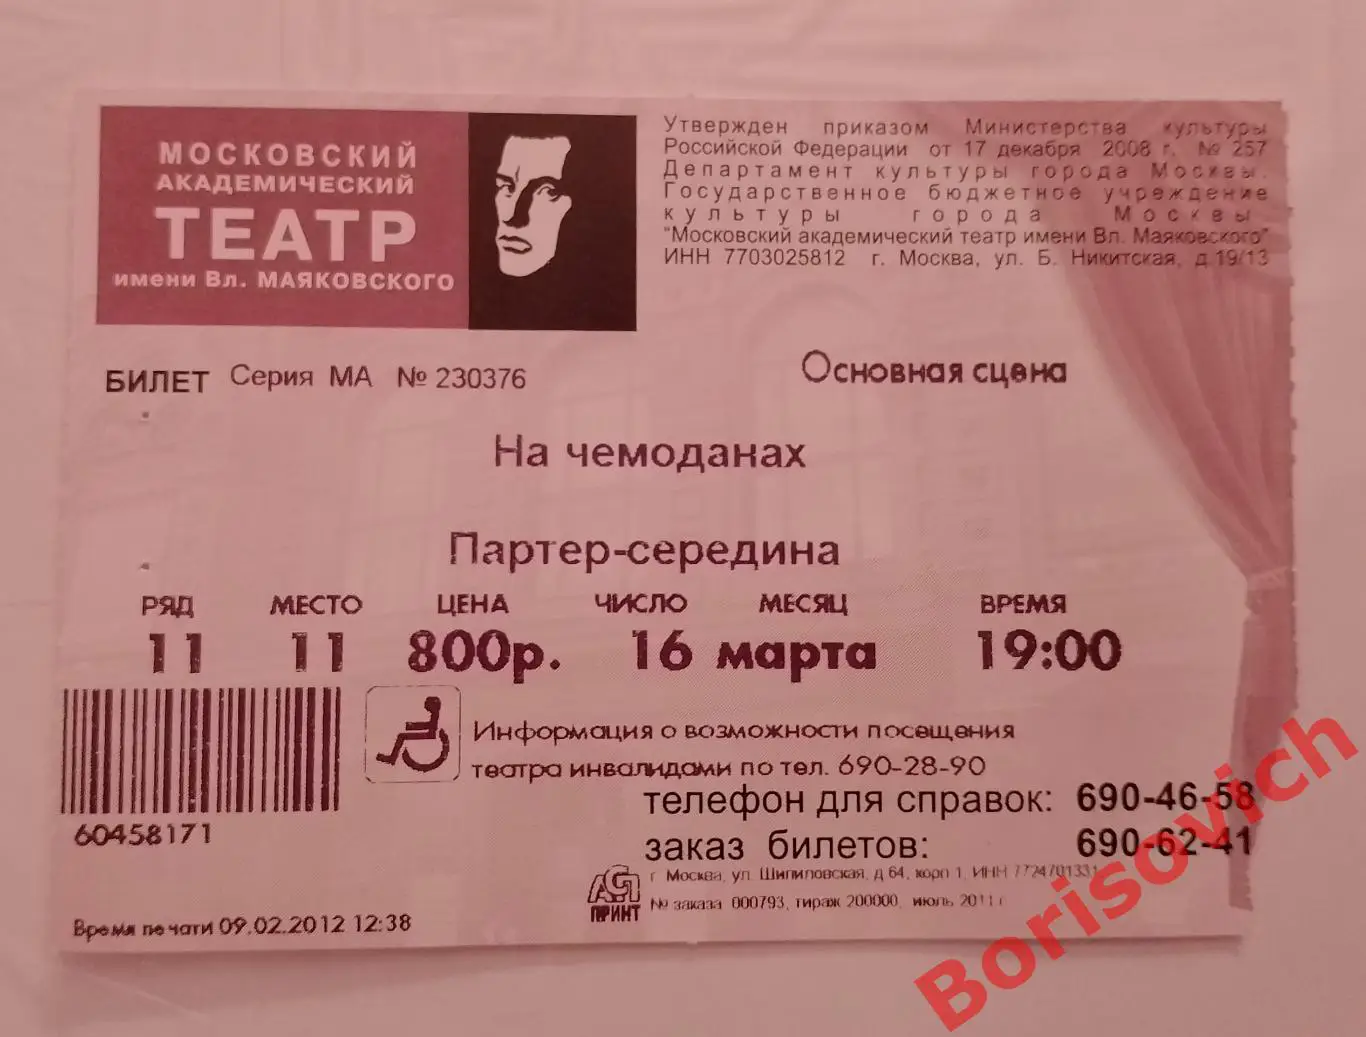 МОСКОВСКИЙ
АКАДЕМИЧЕСКИЙ
ТЕАТР
имени Вл. МАЯКОВСКОГО
Утвержден приказом Министерства культуры
Российской Федерации от 17 декабря 2008 г. № 257
Департамент культуры города Москвы.
Государственное бюджетное учреждение
культуры города Москвы
"Московский академический театр имени Вл. Маяковского"
ИНН 7703025812 г. Москва, ул. Б. Никитская, д.19/13
БИЛЕТ Серия МА № 230376
Основная сцена
На чемоданах
Партер-середина
РЯД МЕСТО ЦЕНА ЧИСЛО МЕСЯЦ ВРЕМЯ
11 11 800р. 16 марта 19:00
Информация о возможности посещения
театра инвалидами по тел. 690-28-90
телефон для справок: 690-46-58
заказ билетов: 690-62-41
60458171
АСТ
ПРИНТ
г Москва, ул. Шипиловская, д 64, корп 1, ИНН 7724701331
№ заказа 000793, тираж 200000, июль 2011 г
Время печати 09.02.2012 12:38
Borisovich